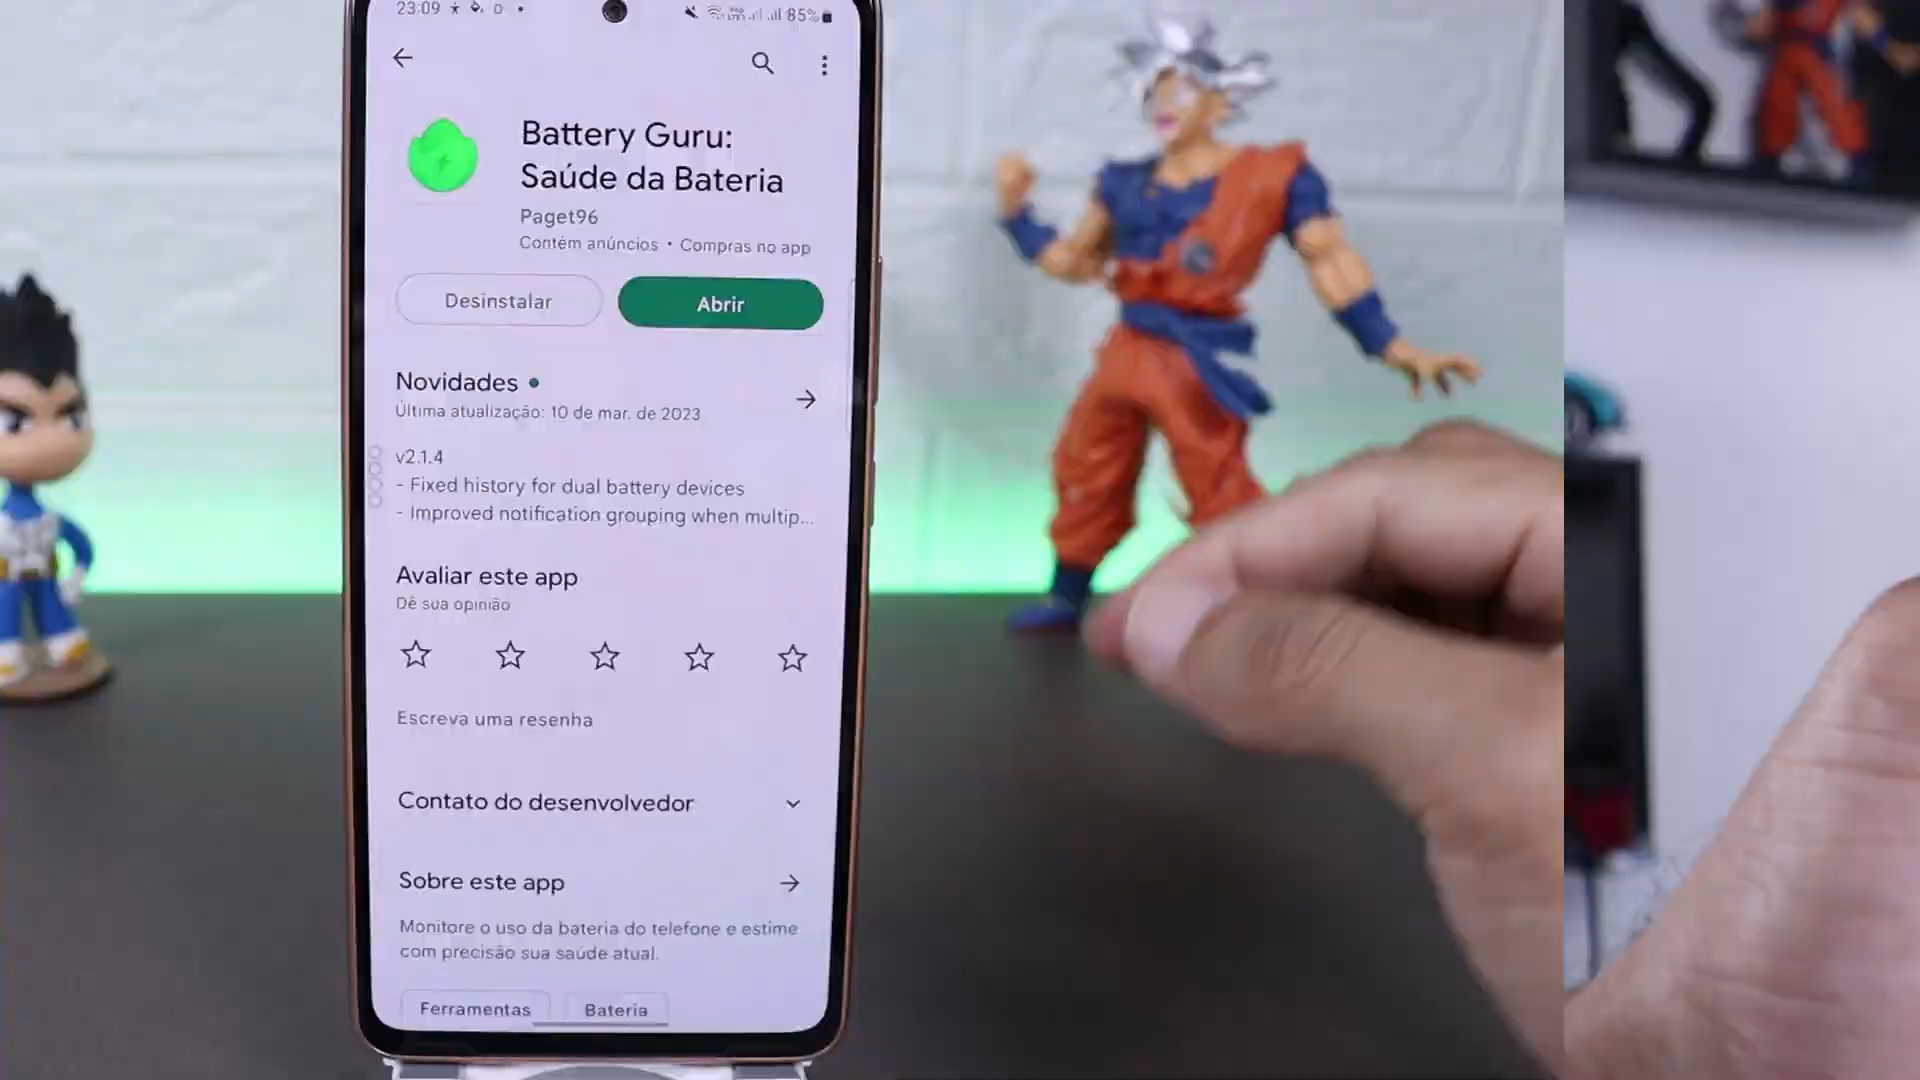 23:09
85%
Battery Guru:
Saúde da Bateria
Paget96
Contém anúncios • Compras no app
Desinstalar
Abrir
Novidades •
Última atualização: 10 de mar. de 2023
v2.1.4
- Fixed history for dual battery devices
- Improved notification grouping when multip...
Avaliar este app
Dê sua opinião
Escreva uma resenha
Contato do desenvolvedor
Sobre este app
Monitore o uso da bateria do telefone e estime
com precisão sua saúde atual.
Ferramentas
Bateria